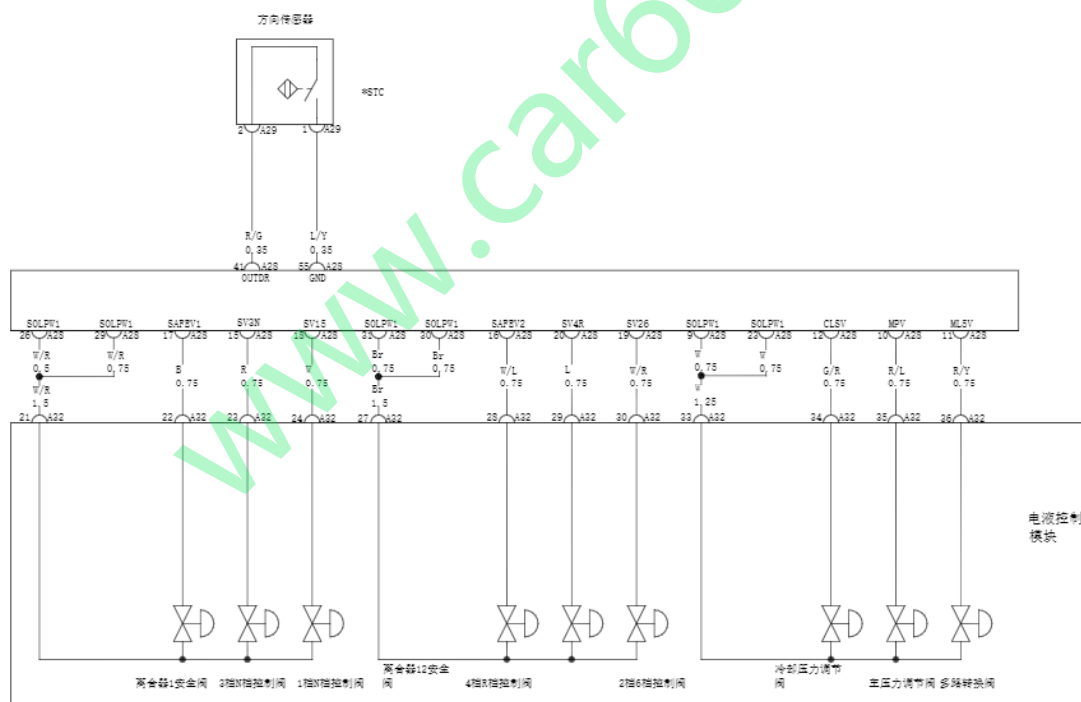 方向传感器
*STC
2 A29 1 A29
R/G L/Y
0,35 0,35
41 A28 55 A28
OUTDR GND
SOLPW1 SOLPW1 SAFEV1 SV3N SV15 SOLPW1 SOLPW1 SAFEV2 SV4R SV26 SOLPW1 SOLPW1 CLSV MPV MLSV
26 A28 29 A28 17 A28 15 A28 18 A28 31 A28 30 A28 16 A28 20 A28 19 A28 9 A28 A28 12 A28 10 A28 11 A28
W/R W/R B R W Br Br W/L L W/R W W G/R R/L R/Y
0,5 0,75 0.75 0.75 0.75 0,75 0,75 0.75 0.75 0.75 0,75 0,75 0.75 0.75 0.75
W/R Br W
1,5 1,5 1,25
21 A32 22 A32 23 A32 24 A32 27 A32 28 A32 29 A32 30 A32 33 A32 34 A32 35 A32 36 A32
电液控制
模块
离合器1安全阀 3档N档控制阀 1档N档控制阀 离合器12安全阀 4档R档控制阀 2档6档控制阀 冷却压力调节阀 主压力调节阀 多路转换阀
www.car6